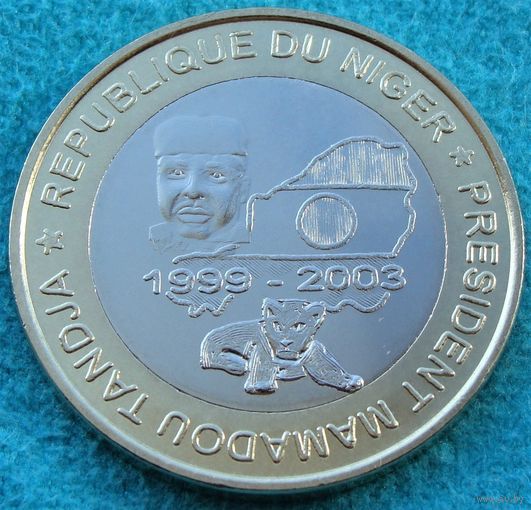 REPUBLIQUE DU NIGER
PRESIDENT MAMADOU TANDJA
1999 - 2003